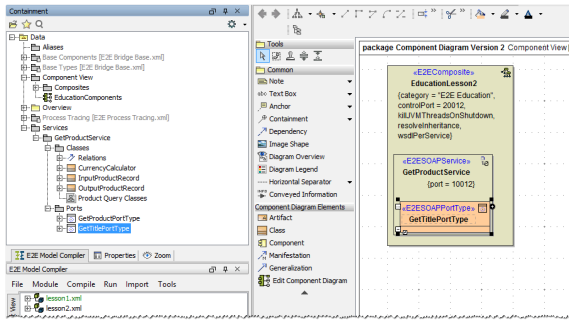 Containment
Data
Aliases
Base Components [E2E Bridge Base.xml]
Base Types [E2E Bridge Base.xml]
Component View
Composites
EducationComponents
Overview
Process Tracing [E2E Process Tracing.xml]
Services
GetProductService
Classes
Relations
CurrencyCalculator
InputProductRecord
OutputProductRecord
Product Query Classes
Ports
GetProductPortType
GetTitlePortType
E2E Model Compiler
Properties
Zoom
E2E Model Compiler
File Module Compile Run Import Tools
View
lesson1.xml
lesson2.xml
Tools
Common
Note
abc Text Box
Anchor
Containment
Dependency
Image Shape
Diagram Overview
Diagram Legend
Horizontal Separator
Conveyed Information
Component Diagram Elements
Artifact
Class
Component
Manifestation
Generalization
Edit Component Diagram
package Component Diagram Version 2 Component View
«E2EComposite»
EducationLesson2
{category = "E2E Education",
controlPort = 20012,
killJVMThreadsOnShutdown,
resolveInheritance,
wsdlPerService}
«E2ESOAPService»
GetProductService
{port = 10012}
«E2ESOAPPortType»
GetTitlePortType